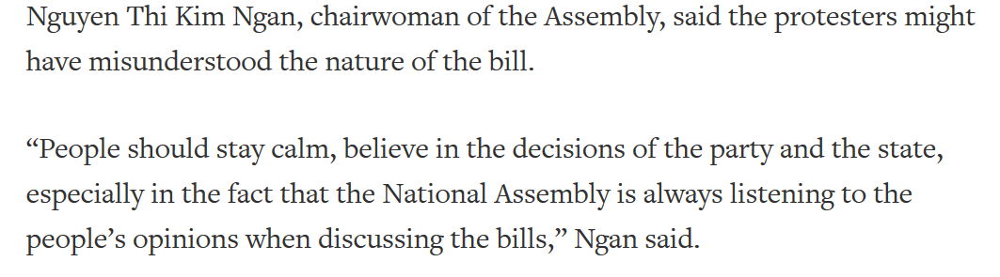 Nguyen Thi Kim Ngan, chairwoman of the Assembly, said the protesters might
have misunderstood the nature of the bill.
“People should stay calm, believe in the decisions of the party and the state,
especially in the fact that the National Assembly is always listening to the
people’s opinions when discussing the bills,” Ngan said.